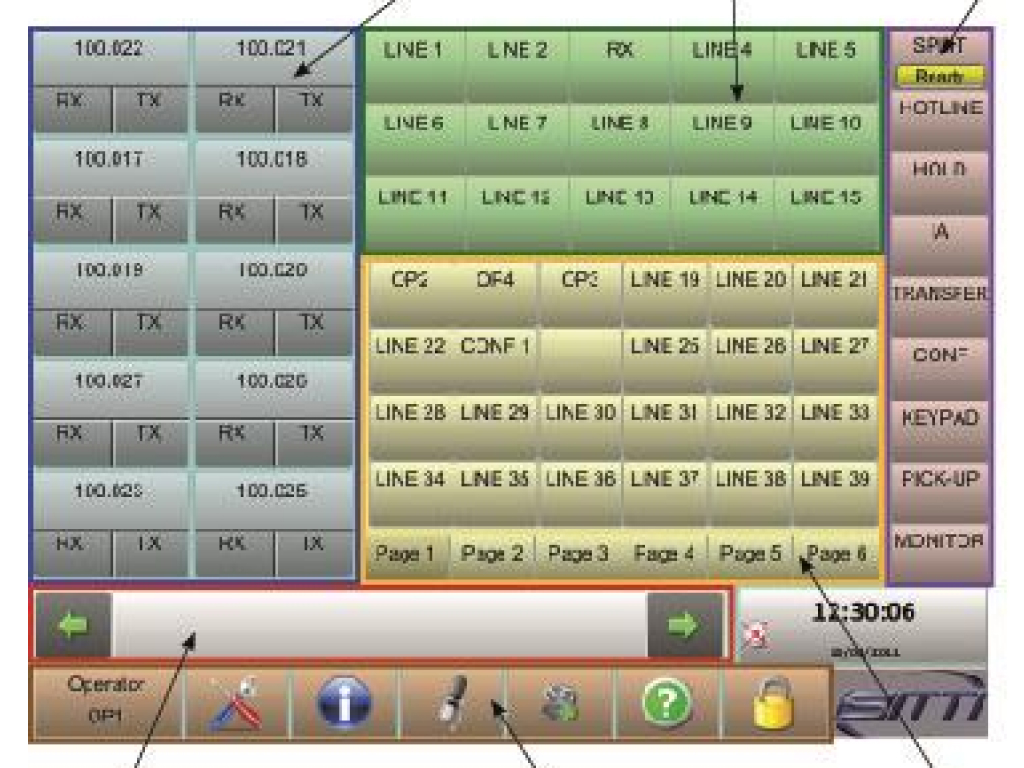 100.022 100.021
RX TX RX TX
100.017 100.018
RX TX RX TX
100.019 100.020
RX TX RX TX
100.027 100.026
RX TX RX TX
100.023 100.025
RX TX RX TX
LINE 1 LINE 2 RX LINE 4 LINE 5
LINE 6 LINE 7 LINE 8 LINE 9 LINE 10
LINE 11 LINE 12 LINE 13 LINE 14 LINE 15
OP2 OP4 OP3 LINE 19 LINE 20 LINE 21
LINE 22 CONF 1 LINE 25 LINE 26 LINE 27
LINE 28 LINE 29 LINE 30 LINE 31 LINE 32 LINE 33
LINE 34 LINE 35 LINE 36 LINE 37 LINE 38 LINE 39
Page 1 Page 2 Page 3 Page 4 Page 5 Page 6
SPLIT
Ready
HOTLINE
HOLD
IA
TRANSFER
CONF
KEYPAD
PICK-UP
MONITOR
12:30:06
Operator
OP1
SITTI